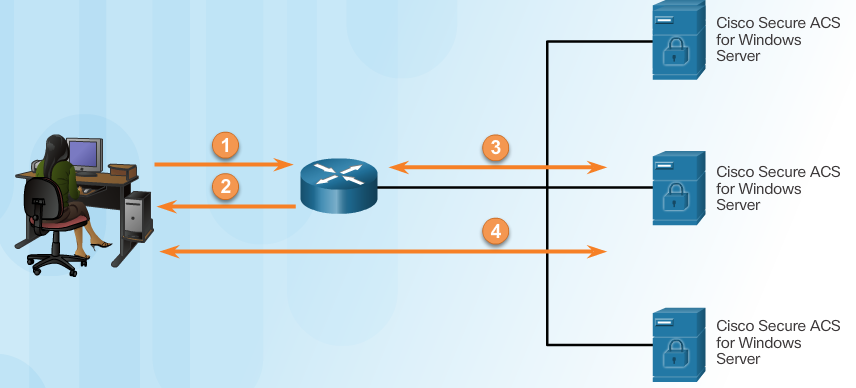 Cisco Secure ACS
for Windows
Server
1
3
Cisco Secure ACS
for Windows
Server
2
4
Cisco Secure ACS
for Windows
Server